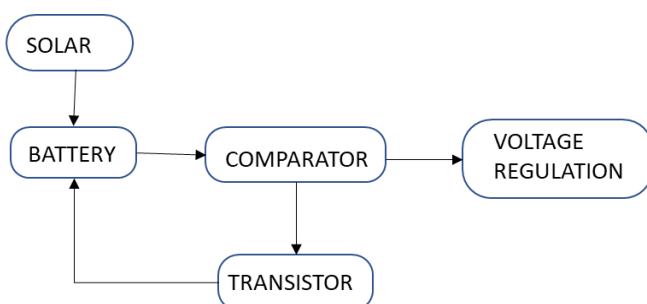 SOLAR
BATTERY
COMPARATOR
VOLTAGE
REGULATION
TRANSISTOR